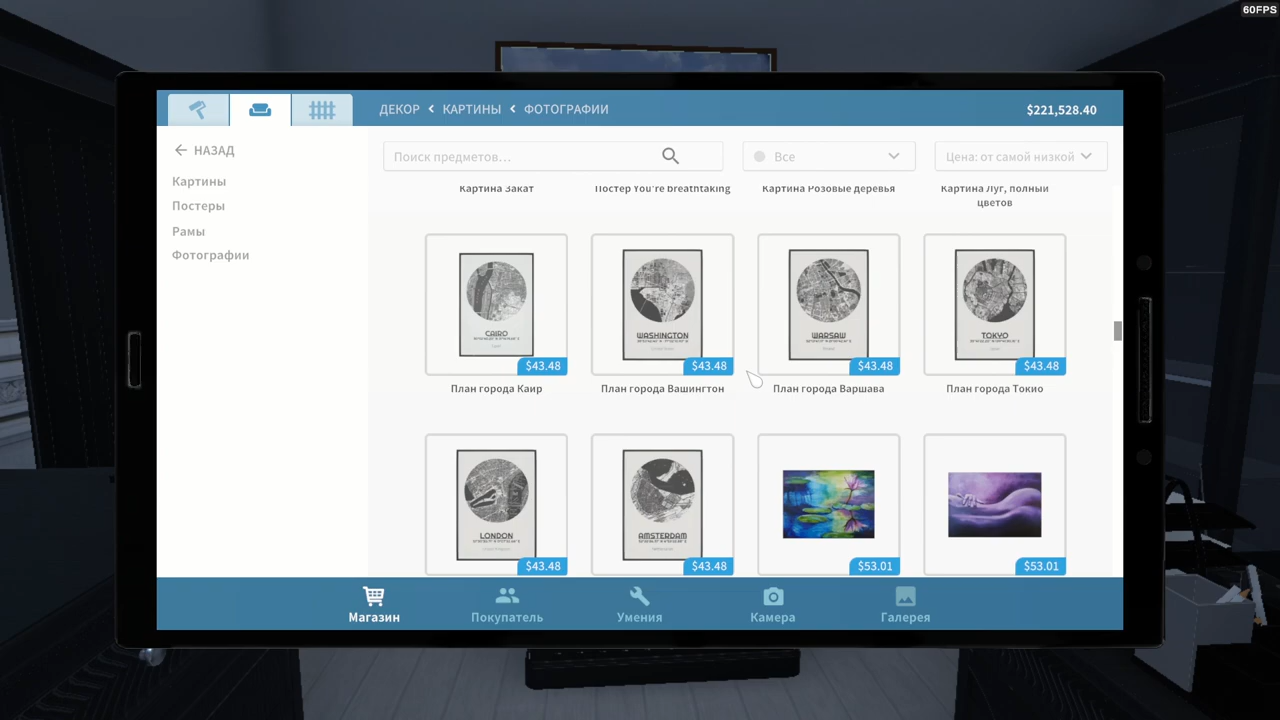 60FPS
ДЕКОР < КАРТИНЫ < ФОТОГРАФИИ
$221,528.40
НАЗАД
Картины
Постеры
Рамы
Фотографии
Поиск предметов...
Все
Цена: от самой низкой
Картина Закат
Постер You're breathtaking
Картина Розовые деревья
Картина Луг, полный
цветов
CAIRO
$43.48
План города Каир
WASHINGTON
$43.48
План города Вашингтон
WARSAW
$43.48
План города Варшава
TOKYO
$43.48
План города Токио
LONDON
$43.48
AMSTERDAM
$43.48
$53.01
$53.01
Магазин
Покупатель
Умения
Камера
Галерея